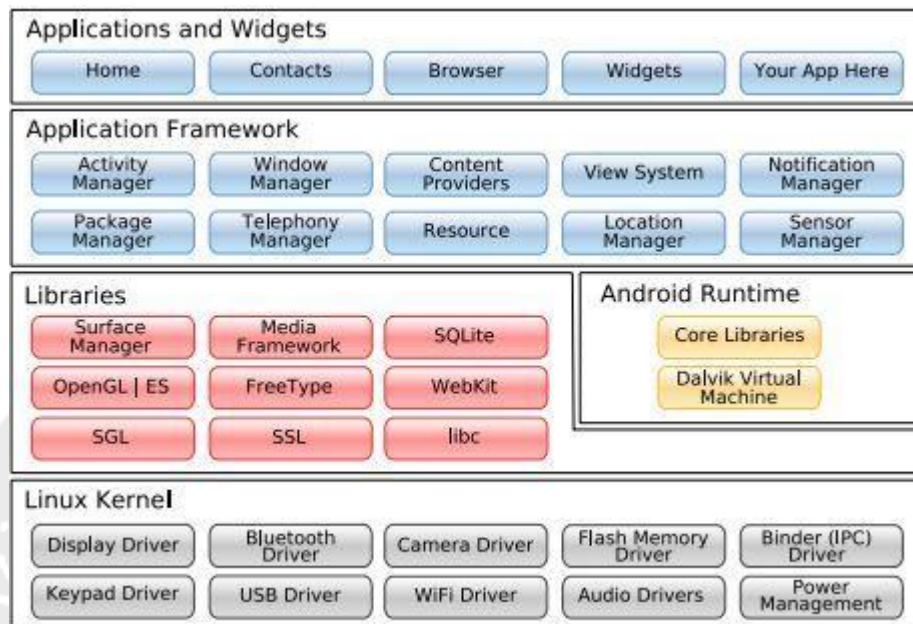 Applications and Widgets
Home
Contacts
Browser
Widgets
Your App Here
Application Framework
Activity
Manager
Window
Manager
Content
Providers
View System
Notification
Manager
Package
Manager
Telephony
Manager
Resource
Location
Manager
Sensor
Manager
Libraries
Surface
Manager
Media
Framework
SQLite
OpenGL | ES
FreeType
WebKit
SGL
SSL
libc
Android Runtime
Core Libraries
Dalvik Virtual
Machine
Linux Kernel
Display Driver
Bluetooth
Driver
Camera Driver
Flash Memory
Driver
Binder (IPC)
Driver
Keypad Driver
USB Driver
WiFi Driver
Audio Drivers
Power
Management